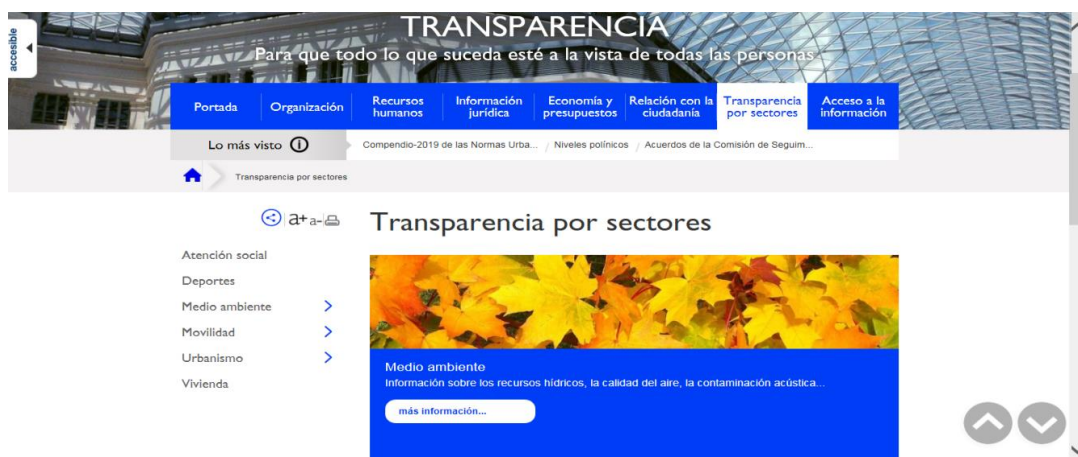 accesible
TRANSPARENCIA
Para que todo lo que suceda esté a la vista de todas las personas
Portada
Organización
Recursos
humanos
Información
jurídica
Economía y
presupuestos
Relación con la
ciudadanía
Transparencia
por sectores
Acceso a la
información
Lo más visto
Compendio-2019 de las Normas Urba... / Niveles polínicos / Acuerdos de la Comisión de Seguim...
Transparencia por sectores
a+ a-
Transparencia por sectores
Atención social
Deportes
Medio ambiente
Movilidad
Urbanismo
Vivienda
Medio ambiente
Información sobre los recursos hídricos, la calidad del aire, la contaminación acústica...
más información...